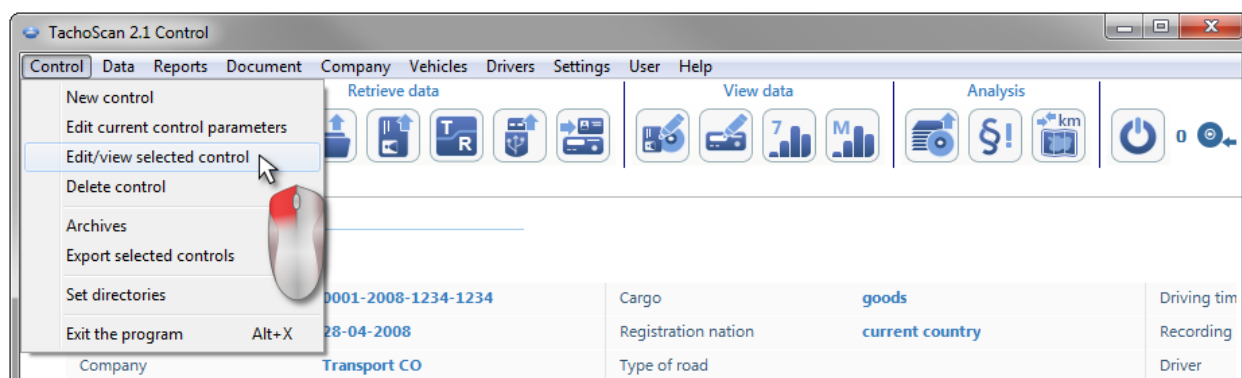 TachoScan 2.1 Control
Control Data Reports Document Company Vehicles Drivers Settings User Help
Retrieve data View data Analysis
New control
Edit current control parameters
Edit/view selected control
Delete control
Archives
Export selected controls
Set directories
Exit the program Alt+X
T R 7 M §! km 0
0001-2008-1234-1234 Cargo goods Driving tim
28-04-2008 Registration nation current country Recording
Company Transport CO Type of road Driver